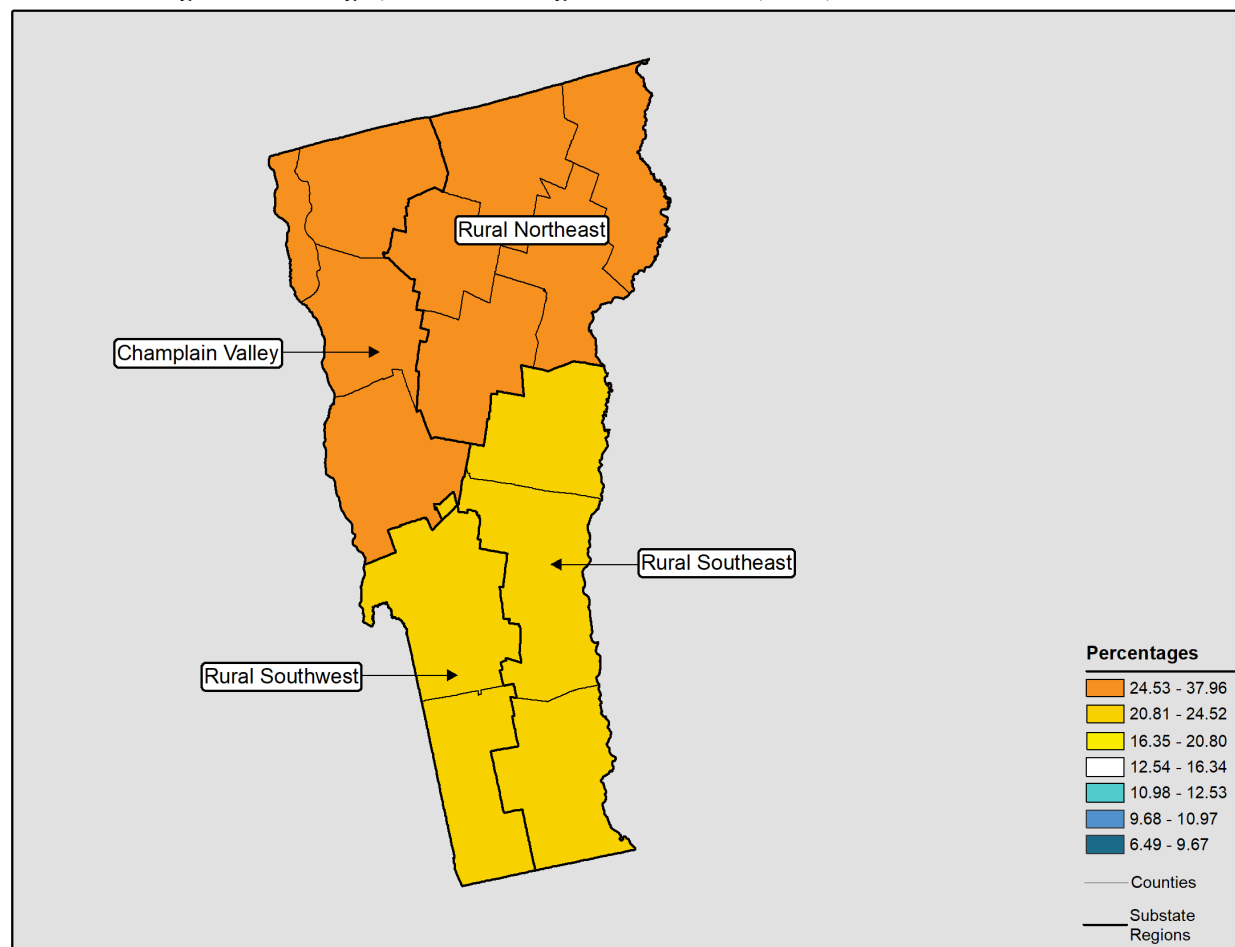 Rural Northeast
Champlain Valley
Rural Southeast
Rural Southwest
Percentages
24.53 - 37.96
20.81 - 24.52
16.35 - 20.80
12.54 - 16.34
10.98 - 12.53
9.68 - 10.97
6.49 - 9.67
Counties
Substate
Regions